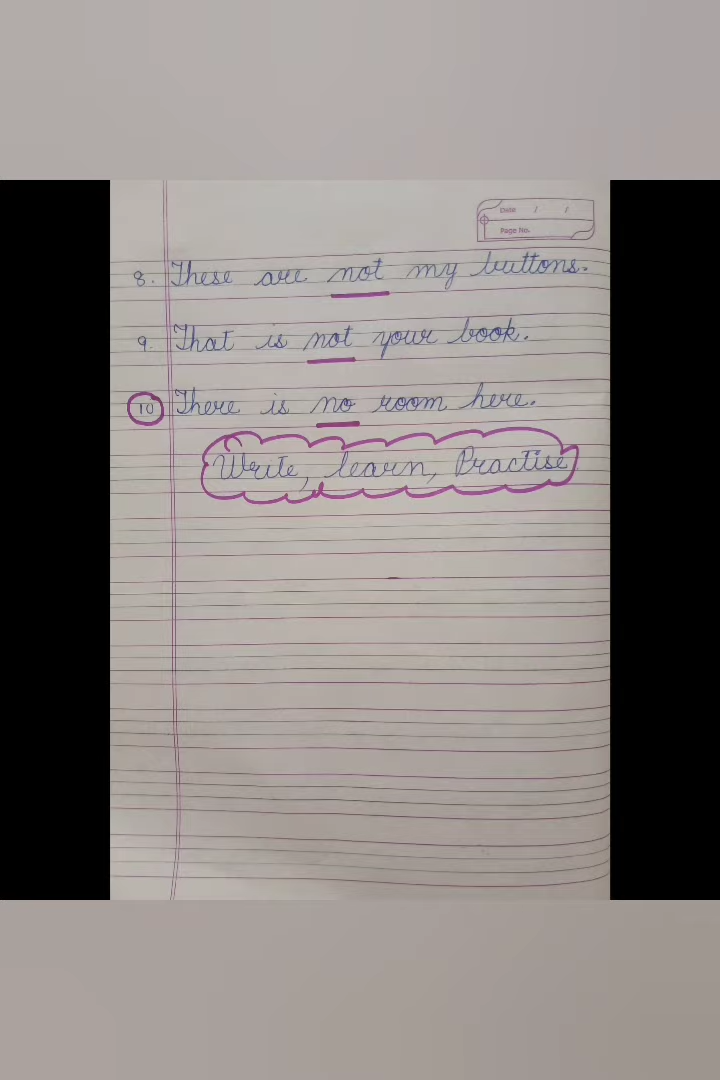 Date / /
Page No.
8. These are not my buttons.
9. That is not your book.
10 There is no room here.
Write, learn, Practise